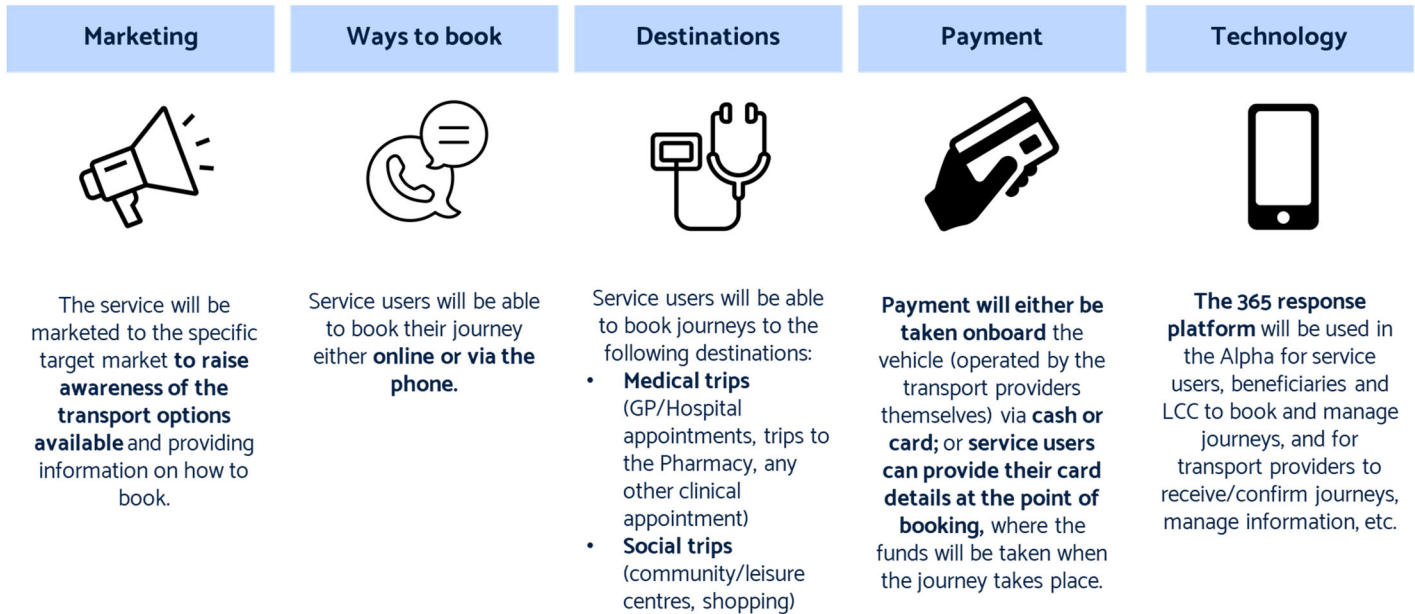 Marketing
The service will be
marketed to the specific
target market to raise
awareness of the
transport options
available and providing
information on how to
book.
Ways to book
Service users will be able
to book their journey
either online or via the
phone.
Destinations
Service users will be able
to book journeys to the
following destinations:
• Medical trips
(GP/Hospital
appointments, trips to
the Pharmacy, any
other clinical
appointment)
• Social trips
(community/leisure
centres, shopping)
Payment
Payment will either be
taken onboard the
vehicle (operated by the
transport providers
themselves) via cash or
card; or service users
can provide their card
details at the point of
booking, where the
funds will be taken when
the journey takes place.
Technology
The 365 response
platform will be used in
the Alpha for service
users, beneficiaries and
LCC to book and manage
journeys, and for
transport providers to
receive/confirm journeys,
manage information, etc.